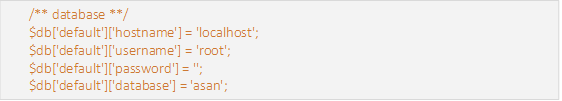 /** database **/
$db['default']['hostname'] = 'localhost';
$db['default']['username'] = 'root';
$db['default']['password'] = '';
$db['default']['database'] = 'asan';